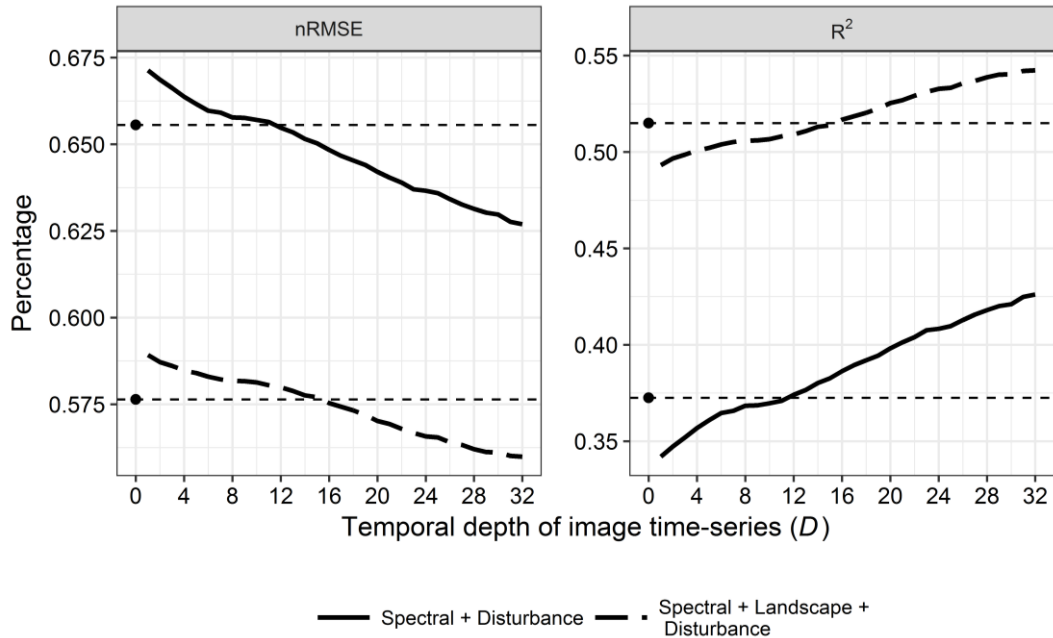 nRMSE
R²
Percentage
0.675
0.650
0.625
0.600
0.575
0.55
0.50
0.45
0.40
0.35
0 4 8 12 16 20 24 28 32
0 4 8 12 16 20 24 28 32
Temporal depth of image time-series (D)
Spectral + Disturbance
Spectral + Landscape +
Disturbance